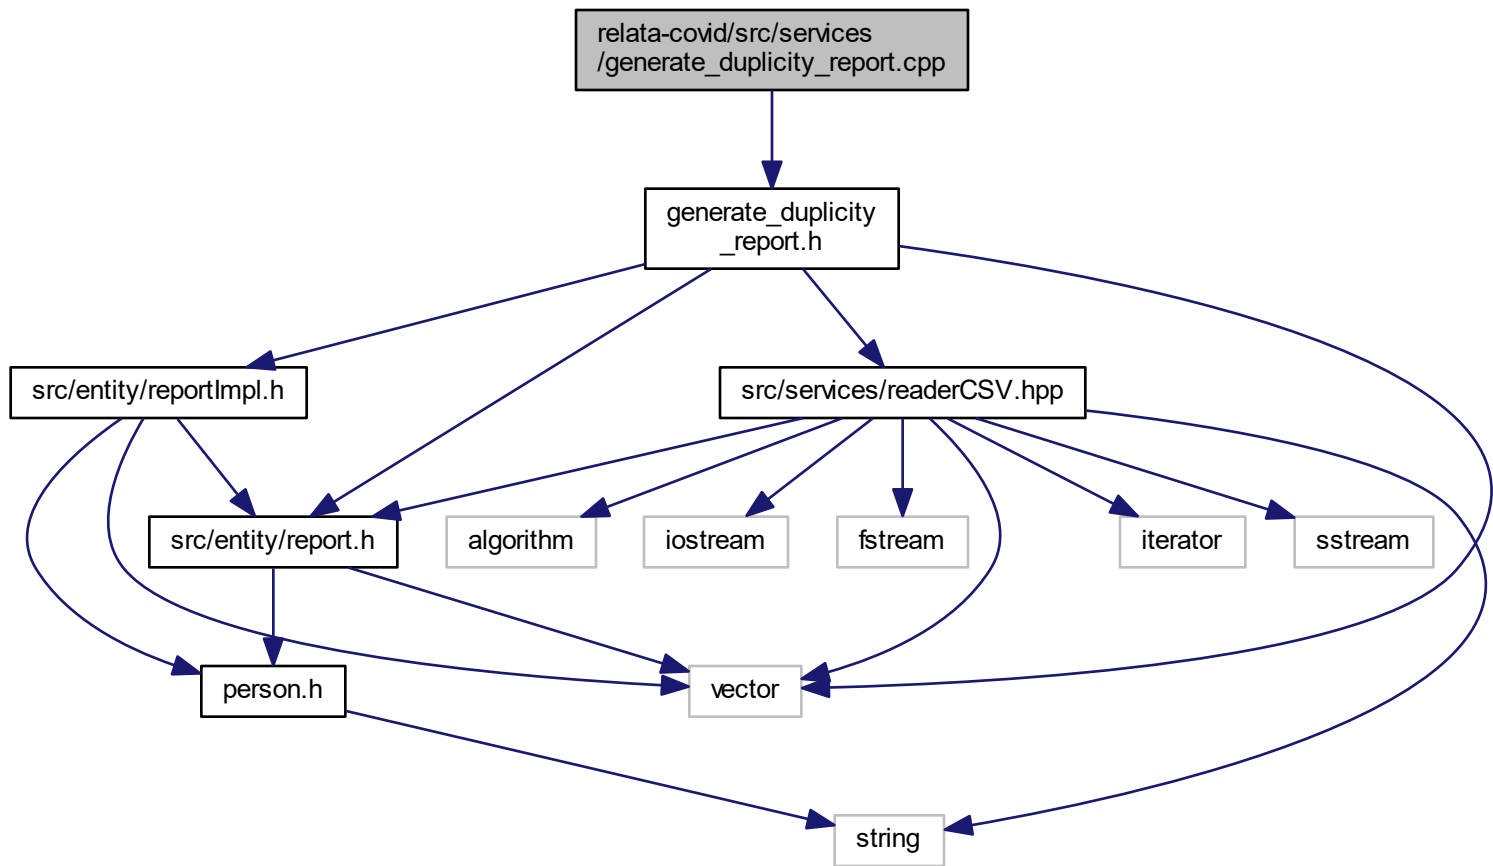 relata-covid/src/services
/generate_duplicity_report.cpp
generate_duplicity
_report.h
src/entity/reportImpl.h
src/services/readerCSV.hpp
src/entity/report.h
algorithm
iostream
fstream
iterator
sstream
person.h
vector
string